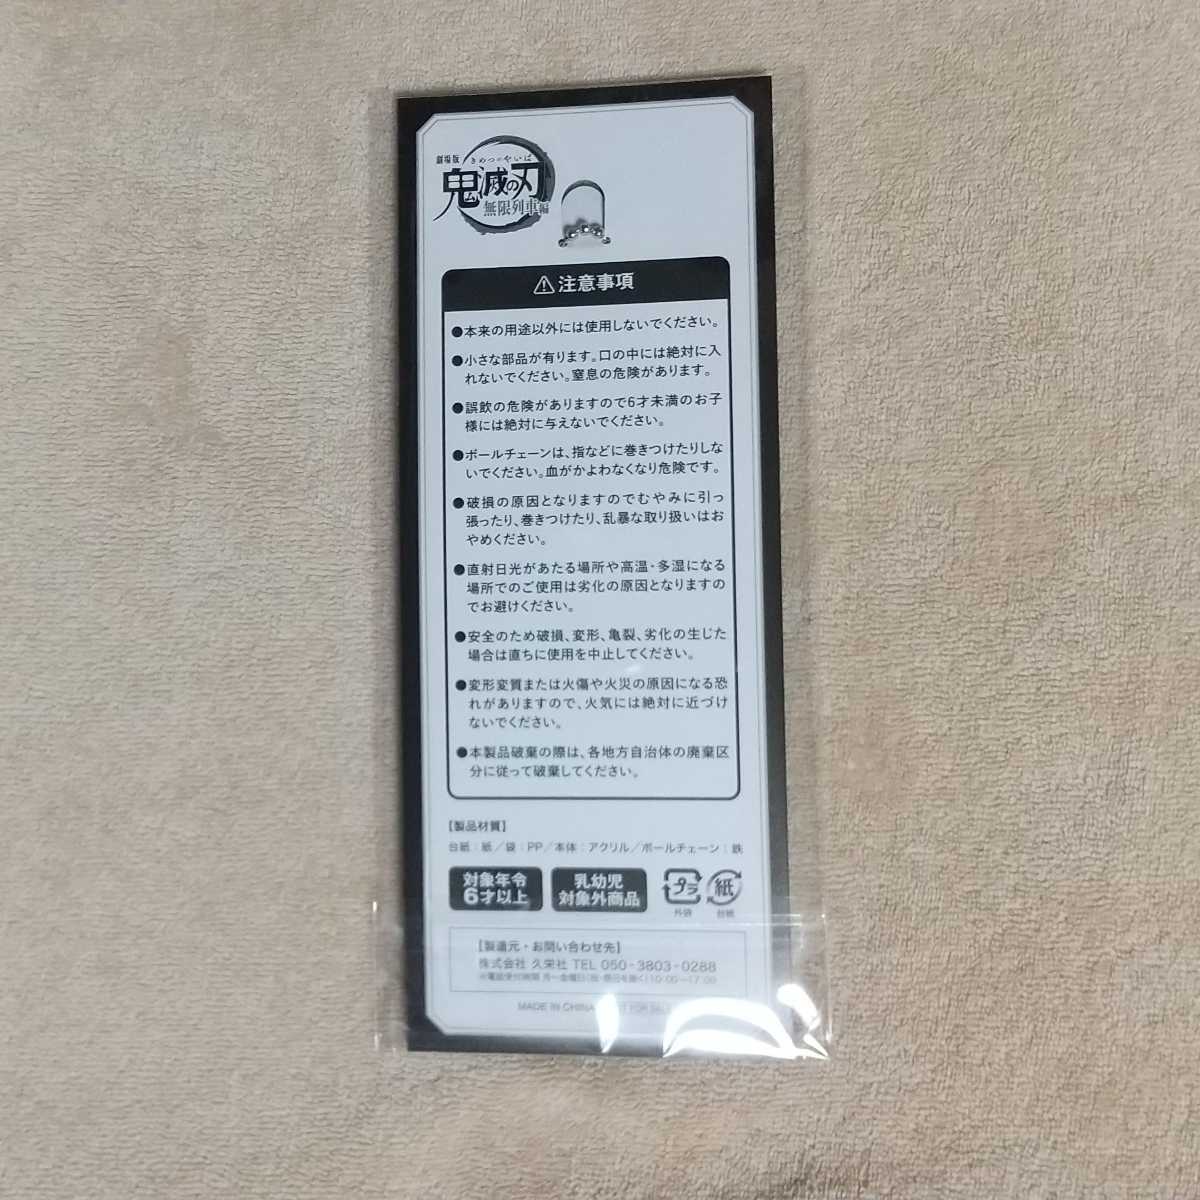 劇場版
きめつのやいば
鬼滅の刃
無限列車編
注意事項
●本来の用途以外には使用しないでください。
●小さな部品が有ります。口の中には絶対に入
れないでください。窒息の危険があります。
●誤飲の危険がありますので6才未満のお子
様には絶対に与えないでください。
●ボールチェーンは、指などに巻きつけたりしな
いでください。血がかよわなくなり危険です。
●破損の原因となりますのでむやみに引っ
張ったり、巻きつけたり、乱暴な取り扱いはお
やめください。
●直射日光があたる場所や高温・多湿になる
場所でのご使用は劣化の原因となりますの
でお避けください。
●安全のため破損、変形、亀裂、劣化の生じた
場合は直ちに使用を中止してください。
●変形変質または火傷や火災の原因になる恐
れがありますので、火気には絶対に近づけ
ないでください。
●本製品破棄の際は、各地方自治体の廃棄区
分に従って破棄してください。
【製品材質】
台紙：紙／袋：PP／本体：アクリル／ボールチェーン：鉄
対象年令
6才以上
乳幼児
対象外商品
プラ
外袋
紙
台紙
【製造元・お問い合わせ先】
株式会社 久栄社 TEL 050-3803-0288
※電話受付時間 月～金曜日(祝・祭日を除く)10:00～17:00
MADE IN CHINA FOR